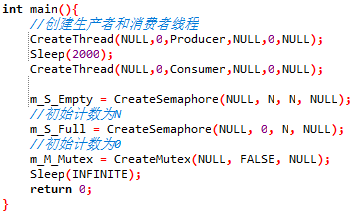 int main(){
//创建生产者和消费者线程
CreateThread(NULL,0,Producer,NULL,0,NULL);
Sleep(2000);
CreateThread(NULL,0,Consumer,NULL,0,NULL);
m_S_Empty = CreateSemaphore(NULL, N, N, NULL);
//初始计数为N
m_S_Full = CreateSemaphore(NULL, 0, N, NULL);
//初始计数为0
m_M_Mutex = CreateMutex(NULL, FALSE, NULL);
Sleep(INFINITE);
return 0;
}